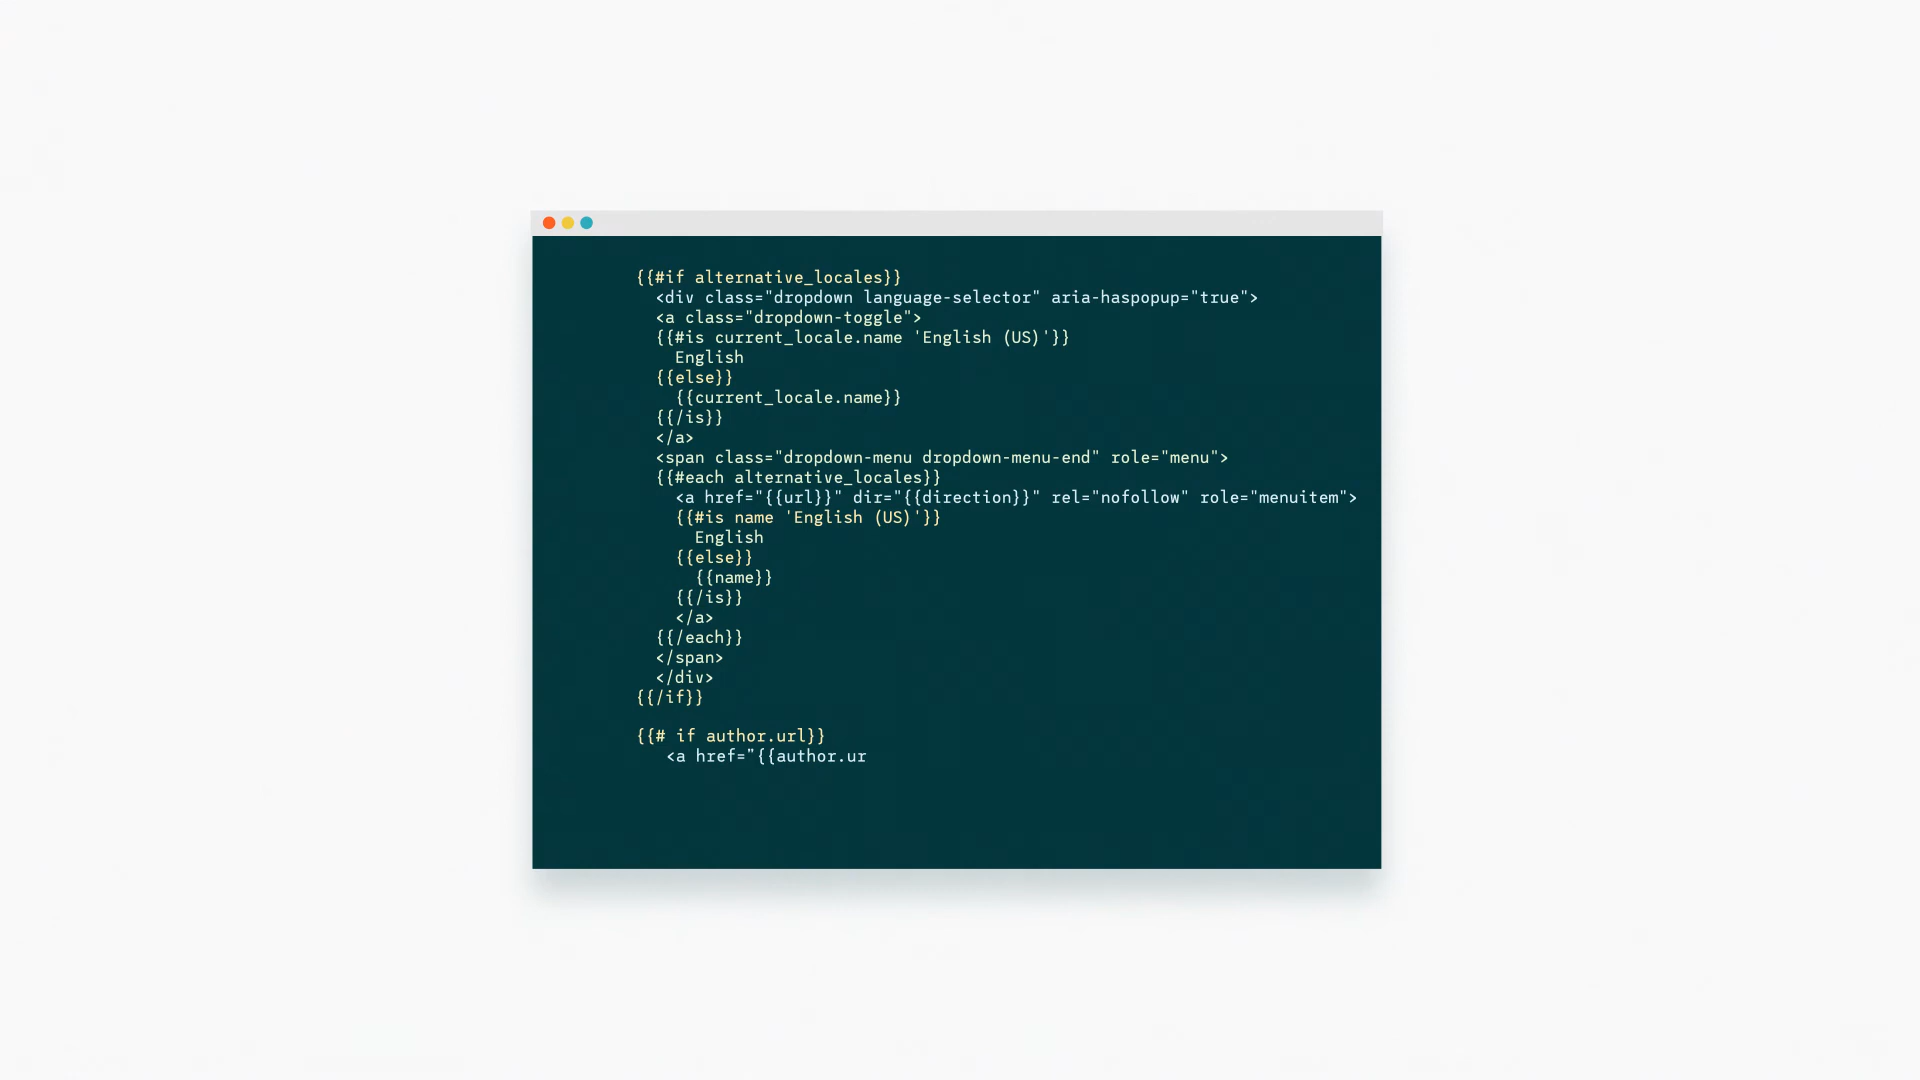 {{#if alternative_locales}}
<div class="dropdown language-selector" aria-haspopup="true">
<a class="dropdown-toggle">
{{#is current_locale.name 'English (US)'}}
English
{{else}}
{{current_locale.name}}
{{/is}}
</a>
<span class="dropdown-menu dropdown-menu-end" role="menu">
{{#each alternative_locales}}
<a href="{{url}}" dir="{{direction}}" rel="nofollow" role="menuitem">
{{#is name 'English (US)'}}
English
{{else}}
{{name}}
{{/is}}
</a>
{{/each}}
</span>
</div>
{{/if}}
{{# if author.url}}
<a href="{{author.ur